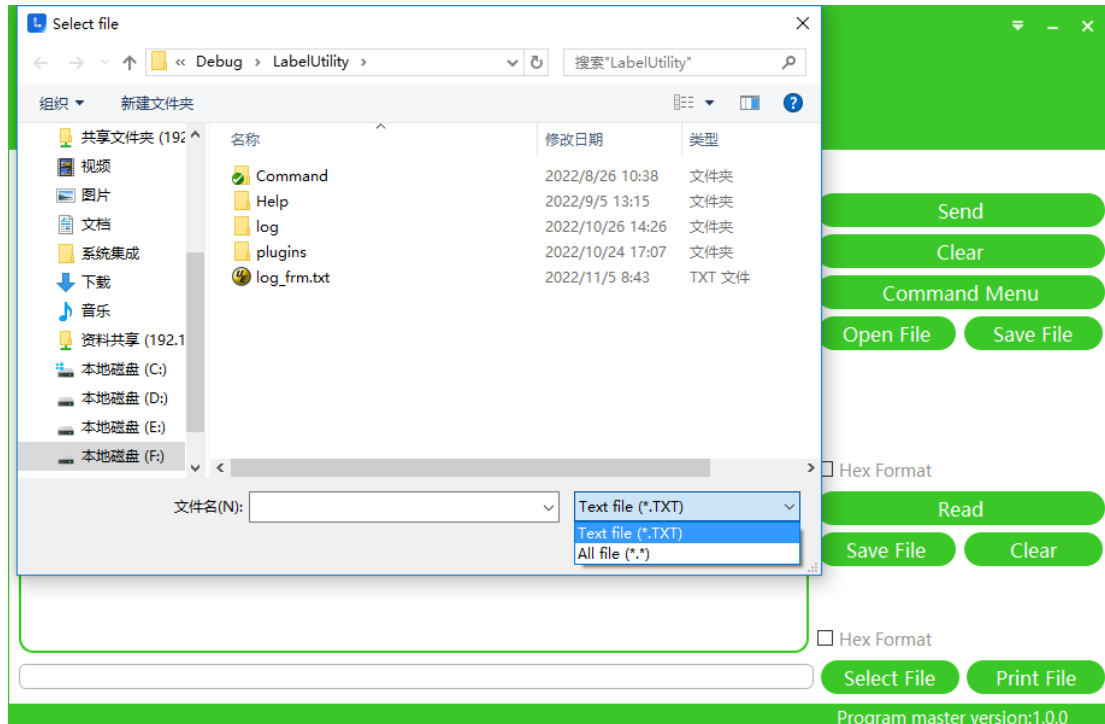 Select file
« Debug › LabelUtility ›
搜索"LabelUtility"
组织
新建文件夹
共享文件夹 (192
视频
图片
文档
系统集成
下载
音乐
资料共享 (192.1
本地磁盘 (C:)
本地磁盘 (D:)
本地磁盘 (E:)
本地磁盘 (F:)
名称 修改日期 类型
Command 2022/8/26 10:38 文件夹
Help 2022/9/5 13:15 文件夹
log 2022/10/26 14:26 文件夹
plugins 2022/10/24 17:07 文件夹
log_frm.txt 2022/11/5 8:43 TXT 文件
文件名(N):
Text file (*.TXT)
Text file (*.TXT)
All file (*.*)
Send
Clear
Command Menu
Open File Save File
Hex Format
Read
Save File Clear
Hex Format
Select File Print File
Program master version:1.0.0